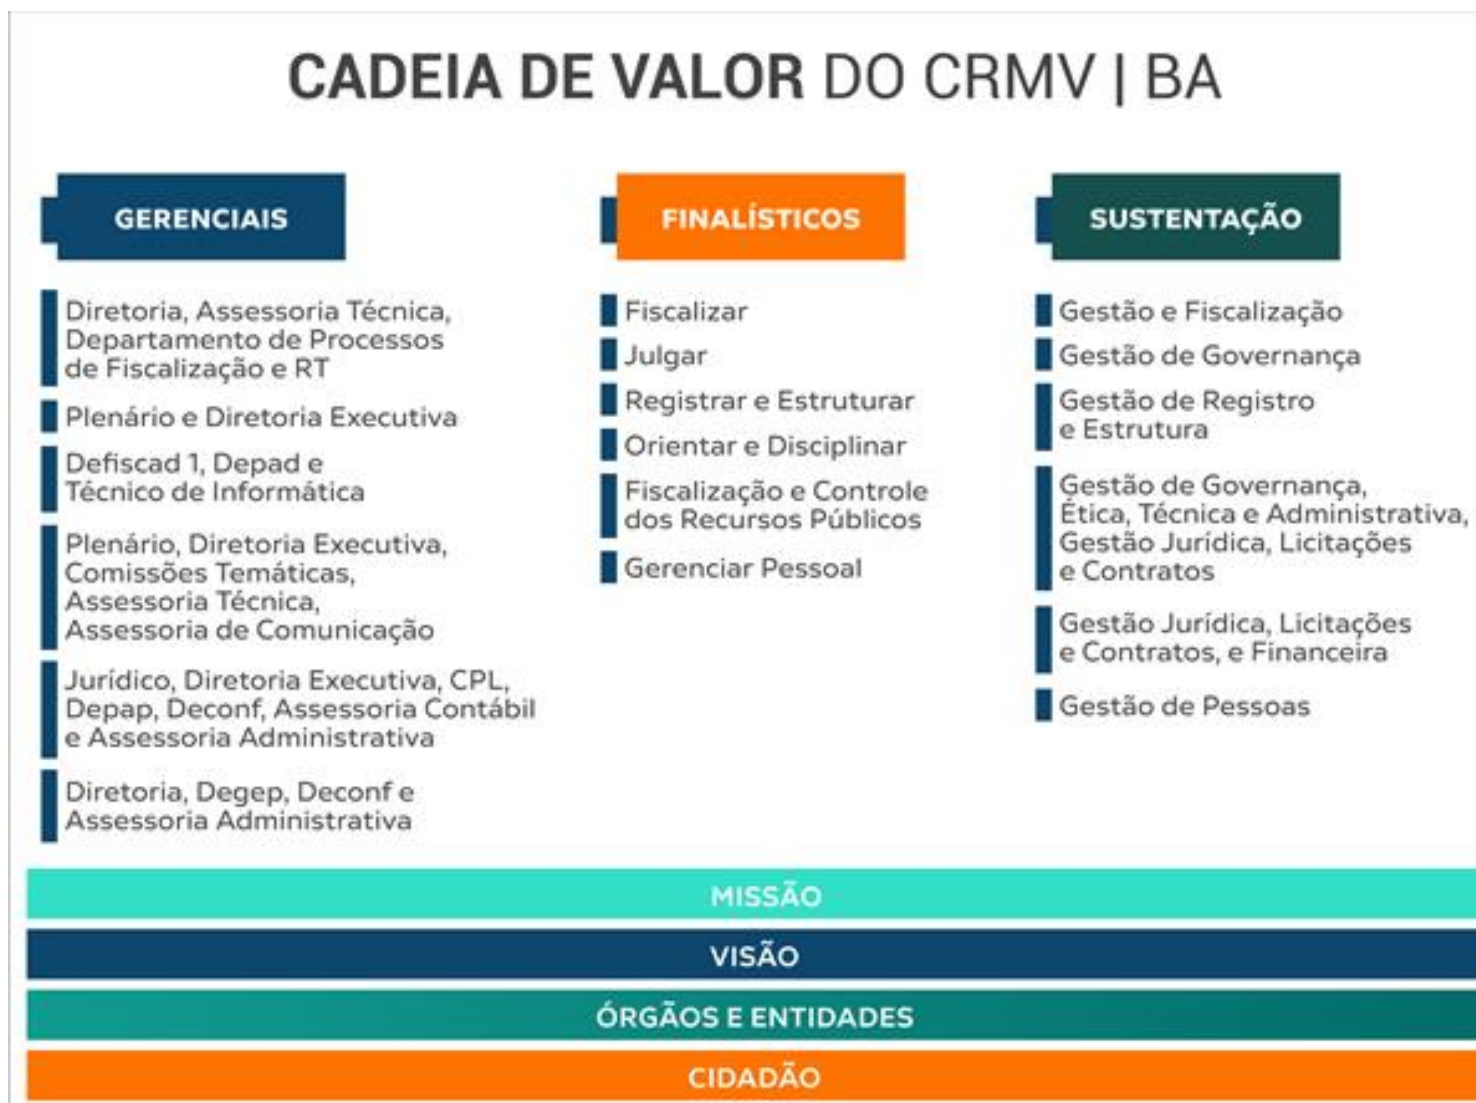 CADEIA DE VALOR DO CRMV | BA
GERENCIAIS
Diretoria, Assessoria Técnica,
Departamento de Processos
de Fiscalização e RT
Plenário e Diretoria Executiva
Defiscad 1, Depad e
Técnico de Informática
Plenário, Diretoria Executiva,
Comissões Temáticas,
Assessoria Técnica,
Assessoria de Comunicação
Jurídico, Diretoria Executiva, CPL,
Depap, Deconf, Assessoria Contábil
e Assessoria Administrativa
Diretoria, Degep, Deconf e
Assessoria Administrativa
FINALÍSTICOS
Fiscalizar
Julgar
Registrar e Estruturar
Orientar e Disciplinar
Fiscalização e Controle
dos Recursos Públicos
Gerenciar Pessoal
SUSTENTAÇÃO
Gestão e Fiscalização
Gestão de Governança
Gestão de Registro
e Estrutura
Gestão de Governança,
Ética, Técnica e Administrativa,
Gestão Jurídica, Licitações
e Contratos
Gestão Jurídica, Licitações
e Contratos, e Financeira
Gestão de Pessoas
MISSÃO
VISÃO
ÓRGÃOS E ENTIDADES
CIDADÃO